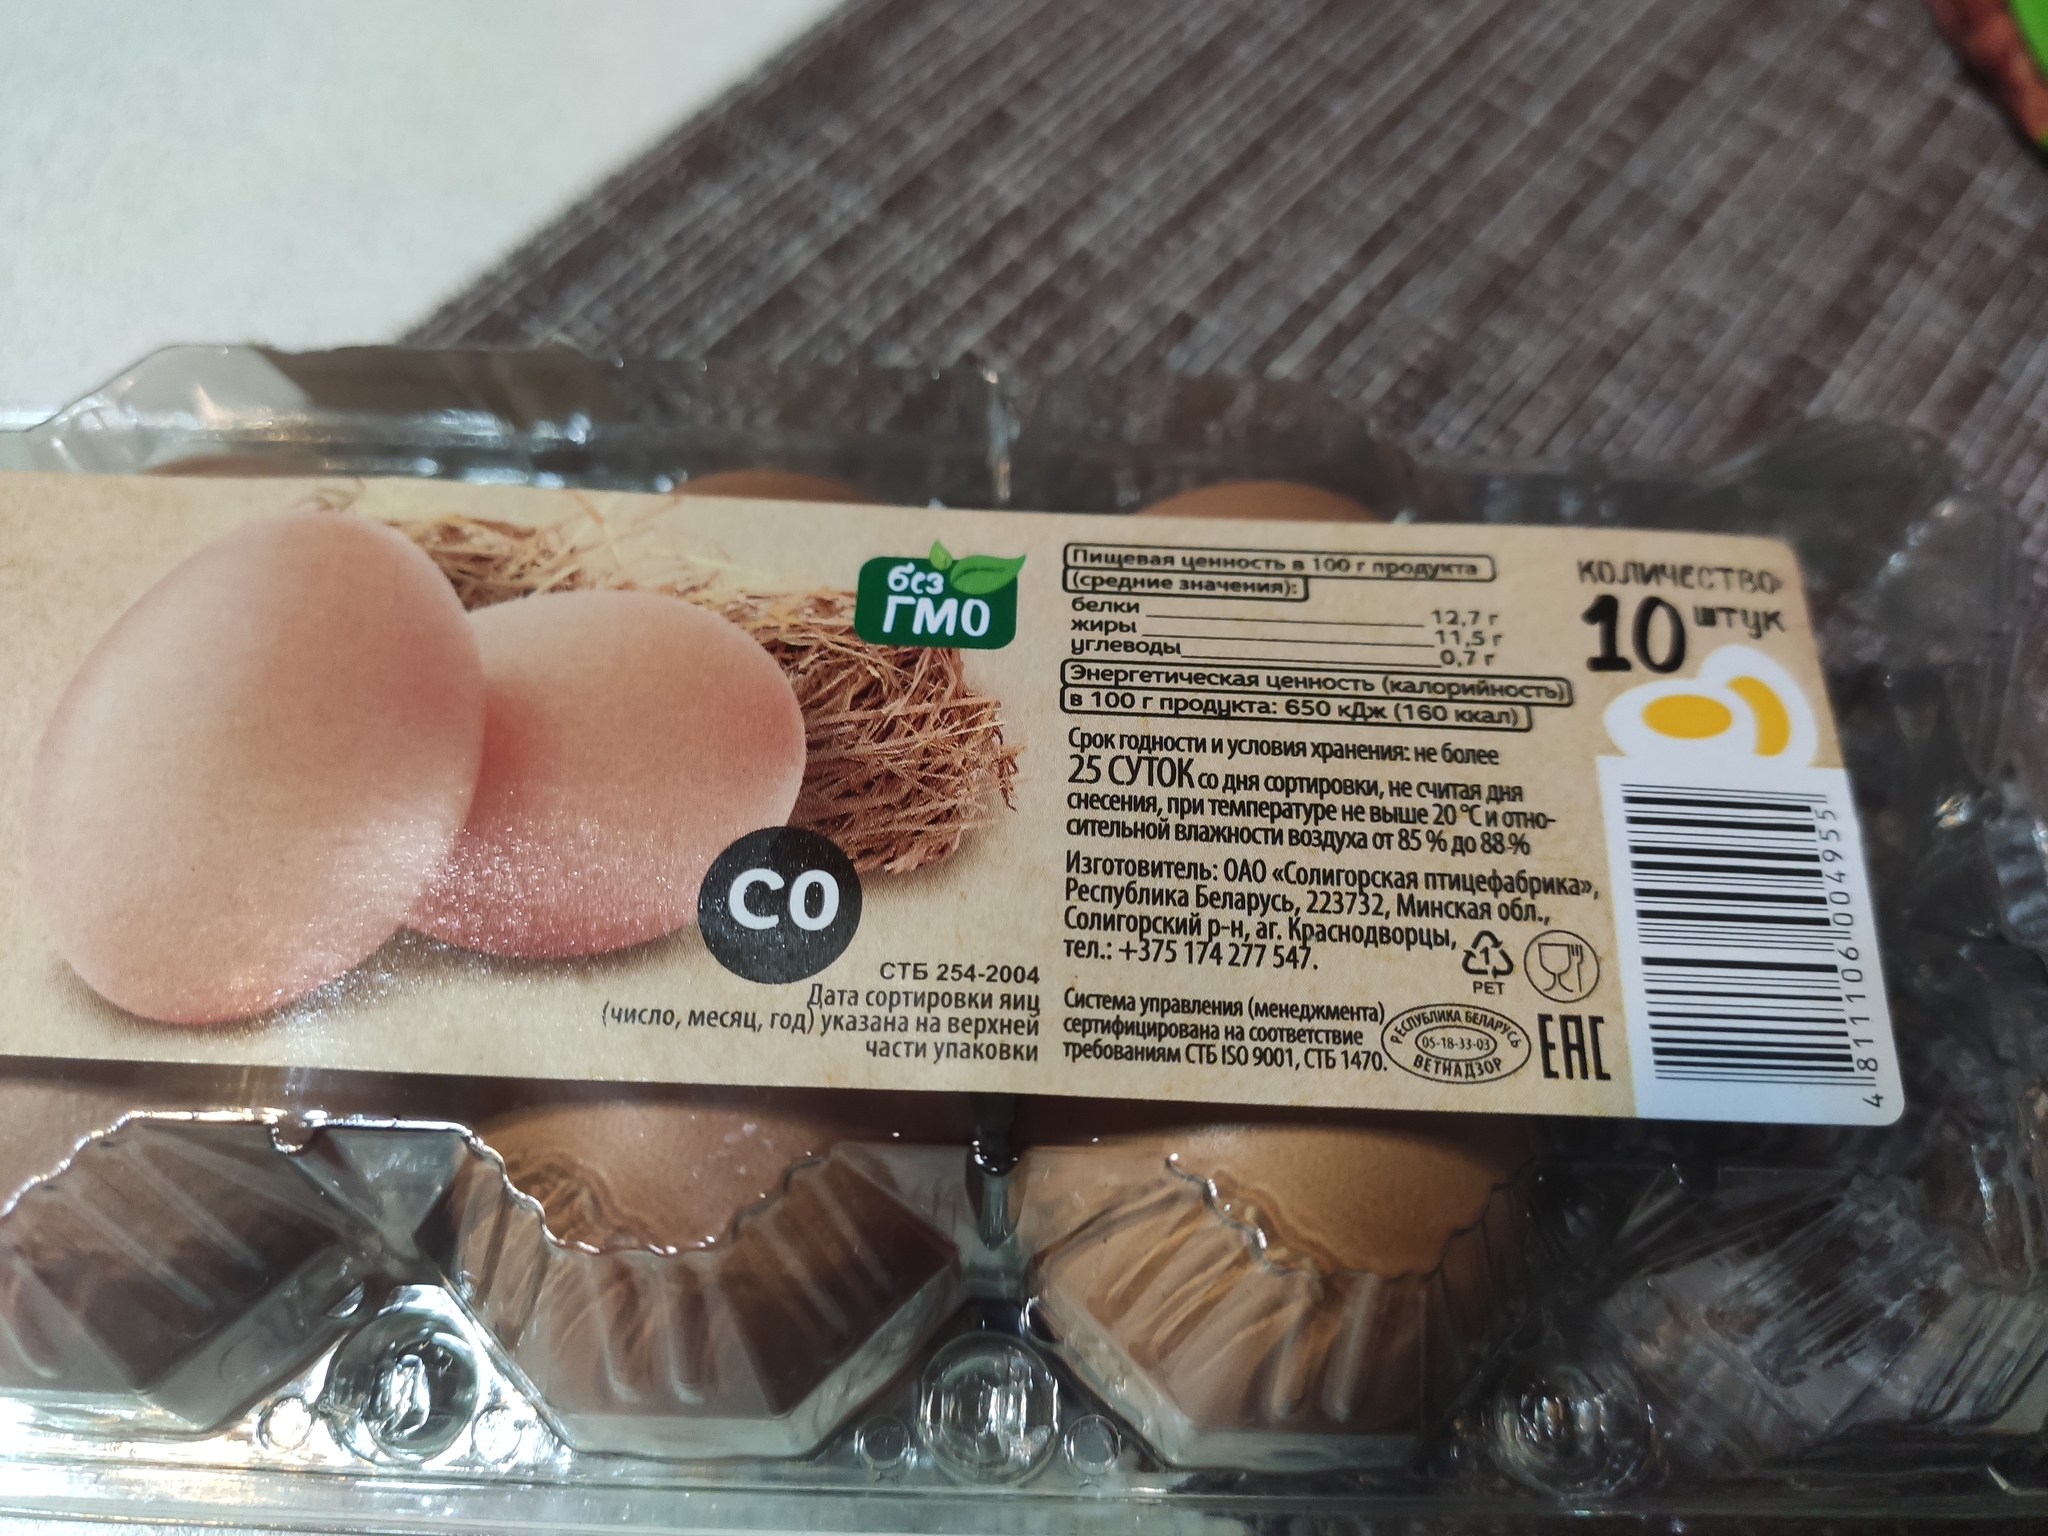 без
ГМО
СО
СТБ 254-2004
Дата сортировки яиц
(число, месяц, год) указана на верхней
части упаковки
Пищевая ценность в 100 г продукта
(средние значения):
белки 12,7 г
жиры 11,5 г
углеводы 0,7 г
Энергетическая ценность (калорийность)
в 100 г продукта: 650 кДж (160 ккал)
Срок годности и условия хранения: не более
25 СУТОК со дня сортировки, не считая дня
снесения, при температуре не выше 20 °С и отно-
сительной влажности воздуха от 85 % до 88 %
Изготовитель: ОАО «Солигорская птицефабрика»,
Республика Беларусь, 223732, Минская обл.,
Солигорский р-н, аг. Краснодворцы,
тел.: +375 174 277 547.
1
PET
Система управления (менеджмента)
сертифицирована на соответствие
требованиям СТБ ISO 9001, СТБ 1470.
РЕСПУБЛИКА БЕЛАРУСЬ
05-18-33-03
ВЕТНАДЗОР
ЕАС
КОЛИЧЕСТВО
10 штук
4 811106 004955